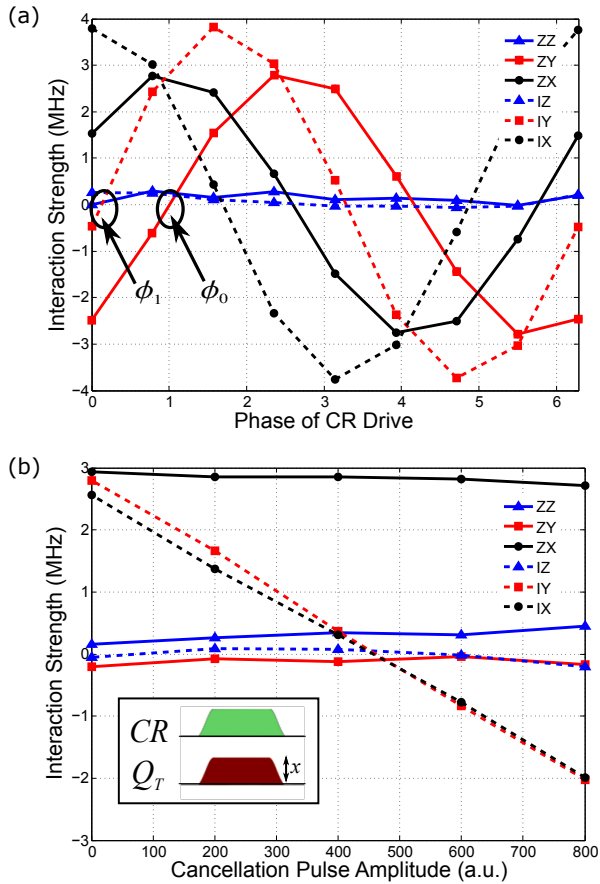 (a)
4
3
2
1
0
−1
−2
−3
−4
Interaction Strength (MHz)
ZZ
ZY
ZX
IZ
IY
IX
ϕ1
ϕ0
0 1 2 3 4 5 6
Phase of CR Drive
(b)
3
2
1
0
−1
−2
−3
Interaction Strength (MHz)
ZZ
ZY
ZX
IZ
IY
IX
CR
QT
x
0 100 200 300 400 500 600 700 800
Cancellation Pulse Amplitude (a.u.)